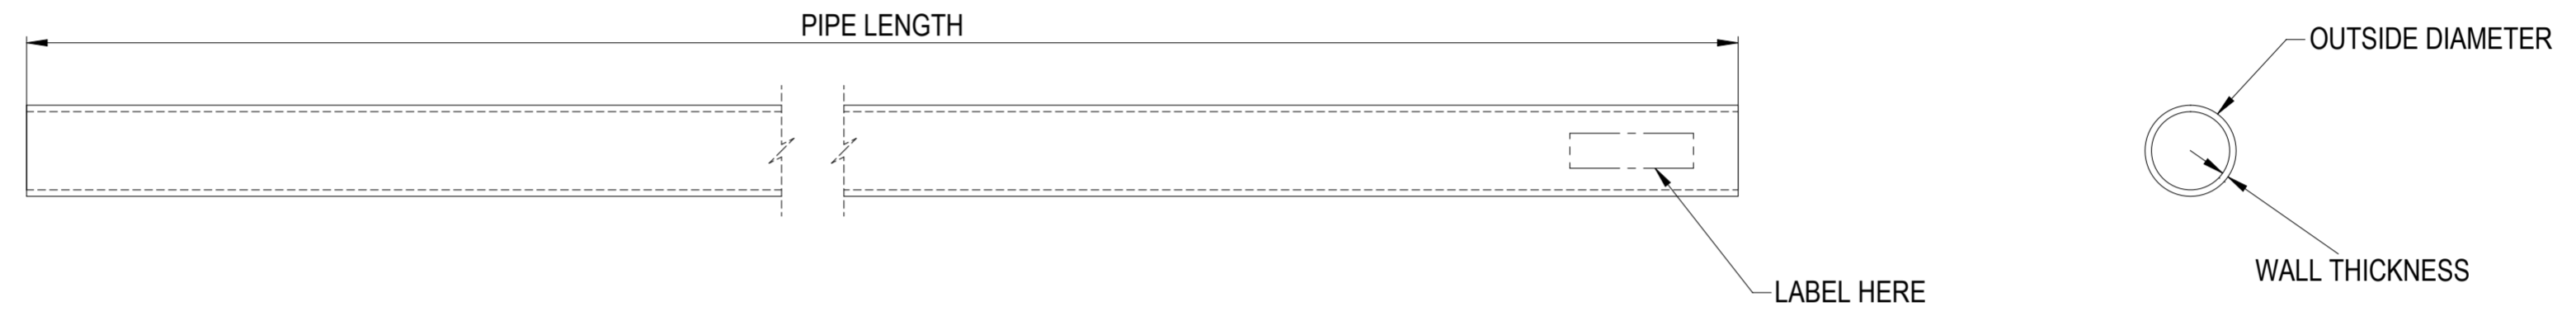 PIPE LENGTH
OUTSIDE DIAMETER
WALL THICKNESS
LABEL HERE